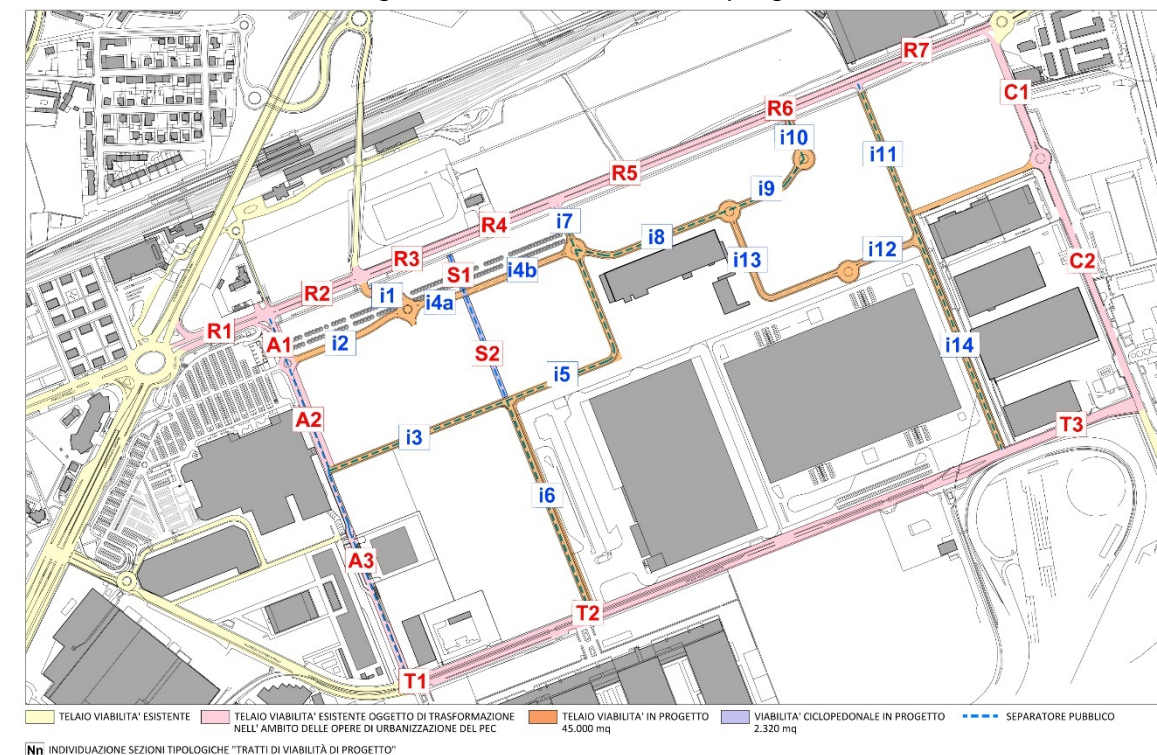 R7
C1
R6
i10
i11
R5
i9
i7
R4
i8
R3
S1
i4b
i12
i13
C2
R2
i1
i4a
R1
A1
i2
S2
i14
i5
A2
i3
T3
i6
A3
T2
T1
TELAIO VIABILITA' ESISTENTE
TELAIO VIABILITA' ESISTENTE OGGETTO DI TRASFORMAZIONE
NELL' AMBITO DELLE OPERE DI URBANIZZAZIONE DEL PEC
TELAIO VIABILITA' IN PROGETTO
45.000 mq
VIABILITA' CICLOPEDONALE IN PROGETTO
2.320 mq
SEPARATORE PUBBLICO
Nn INDIVIDUAZIONE SEZIONI TIPOLOGICHE "TRATTI DI VIABILITÀ DI PROGETTO"